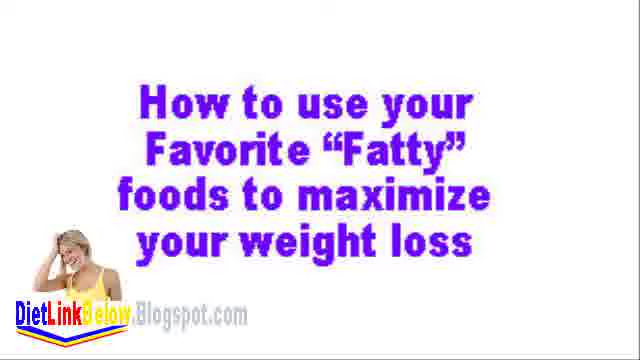 How to use your
Favorite “Fatty”
foods to maximize
your weight loss
DietLinkBelow.Blogspot.com